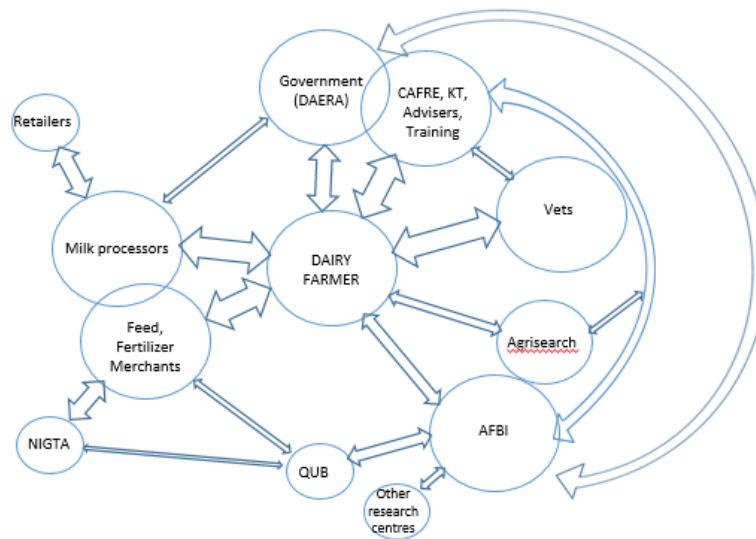 Government
(DAERA)
CAFRE, KT,
Advisers,
Training
Retailers
Vets
Milk processors
DAIRY
FARMER
Feed,
Fertilizer
Merchants
Agrisearch
NIGTA
AFBI
QUB
Other
research
centres